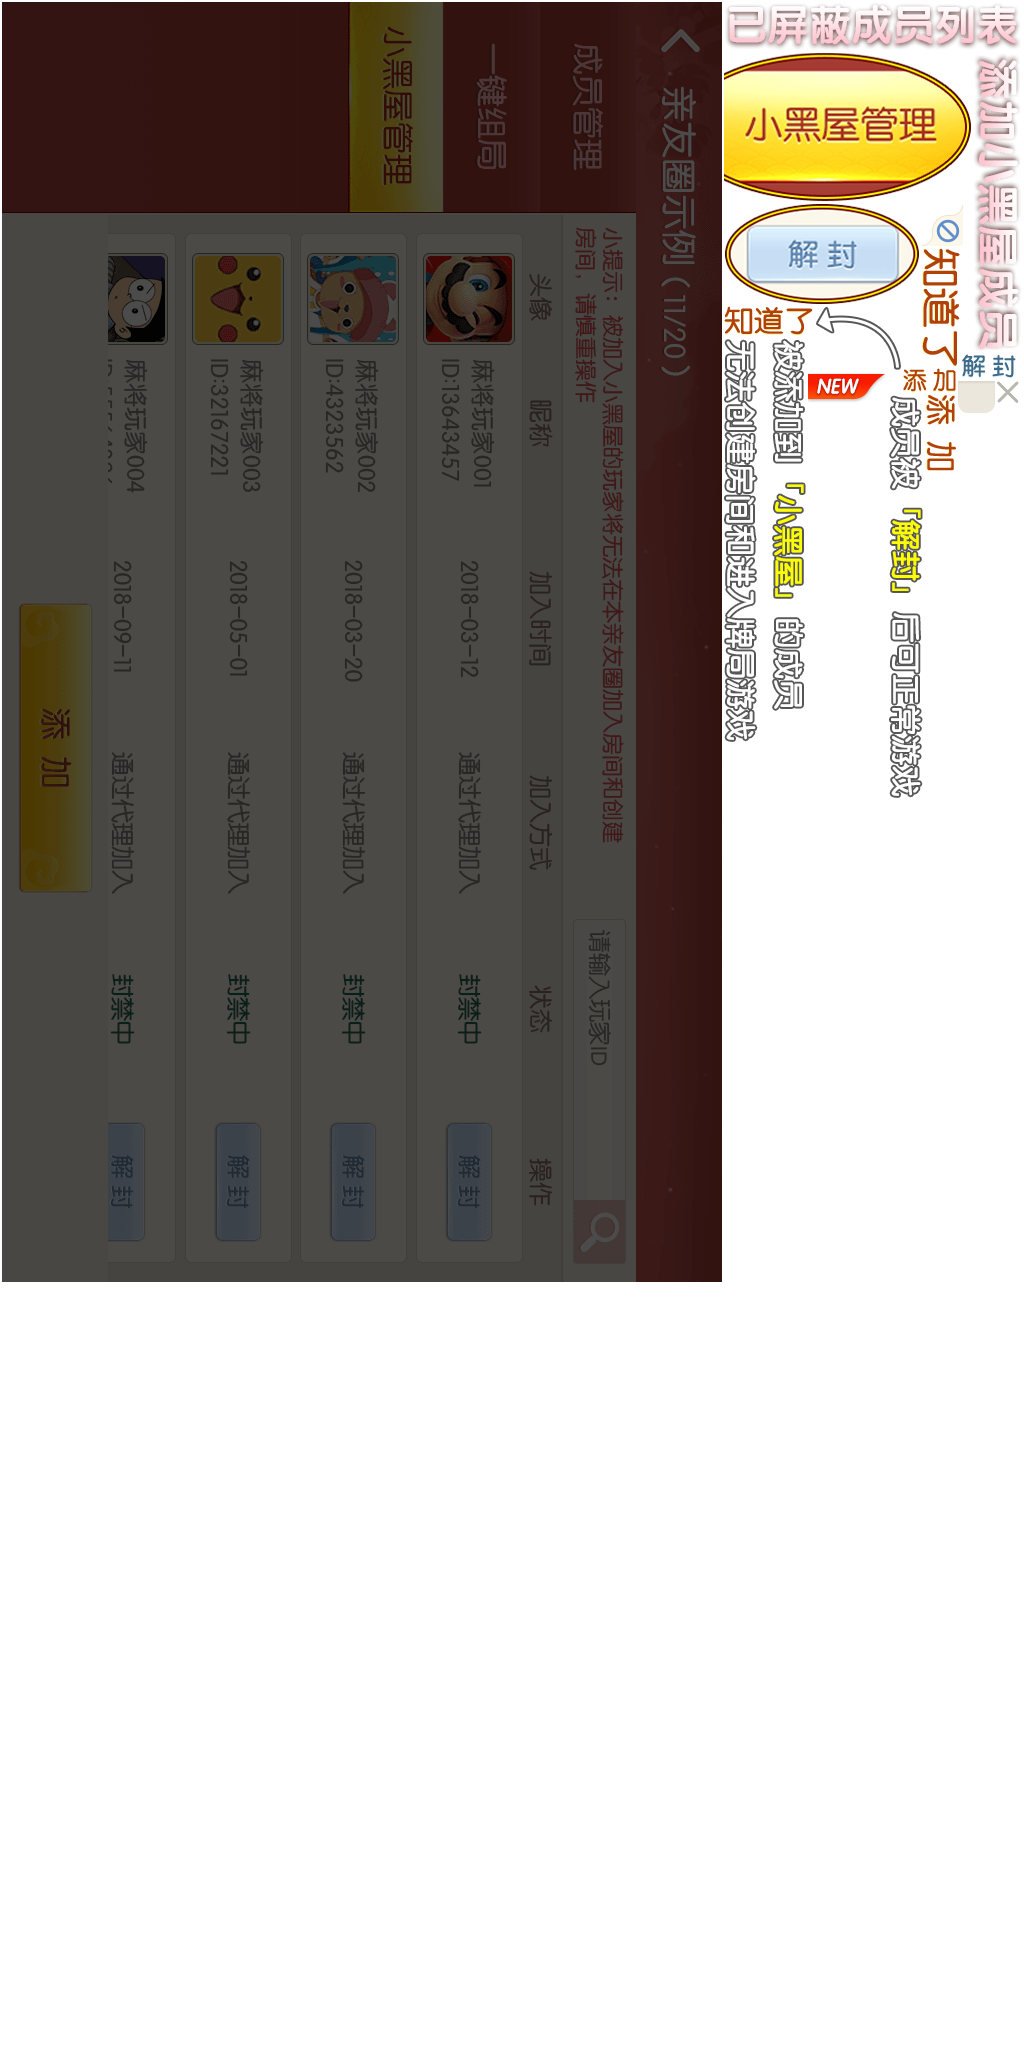 亲友圈示例（11/20）
成员管理
一键组局
小黑屋管理
小提示：被加入小黑屋的玩家将无法在本亲友圈加入房间和创建
房间，请慎重操作
请输入玩家ID
头像 昵称 加入时间 加入方式 状态 操作
麻将玩家001
ID:13643457
2018-03-12 通过代理加入 封禁中 解封
麻将玩家002
ID:4323562
2018-03-20 通过代理加入 封禁中 解封
麻将玩家003
ID:32167221
2018-05-01 通过代理加入 封禁中 解封
麻将玩家004
2018-09-11 通过代理加入 封禁中 解封
添 加
已屏蔽成员列表
添加小黑屋成员
小黑屋管理
解 封
知道了
知道了
解 封
添 加
添 加
NEW
成员被「解封」后可正常游戏
被添加到「小黑屋」的成员
无法创建房间和进入牌局游戏